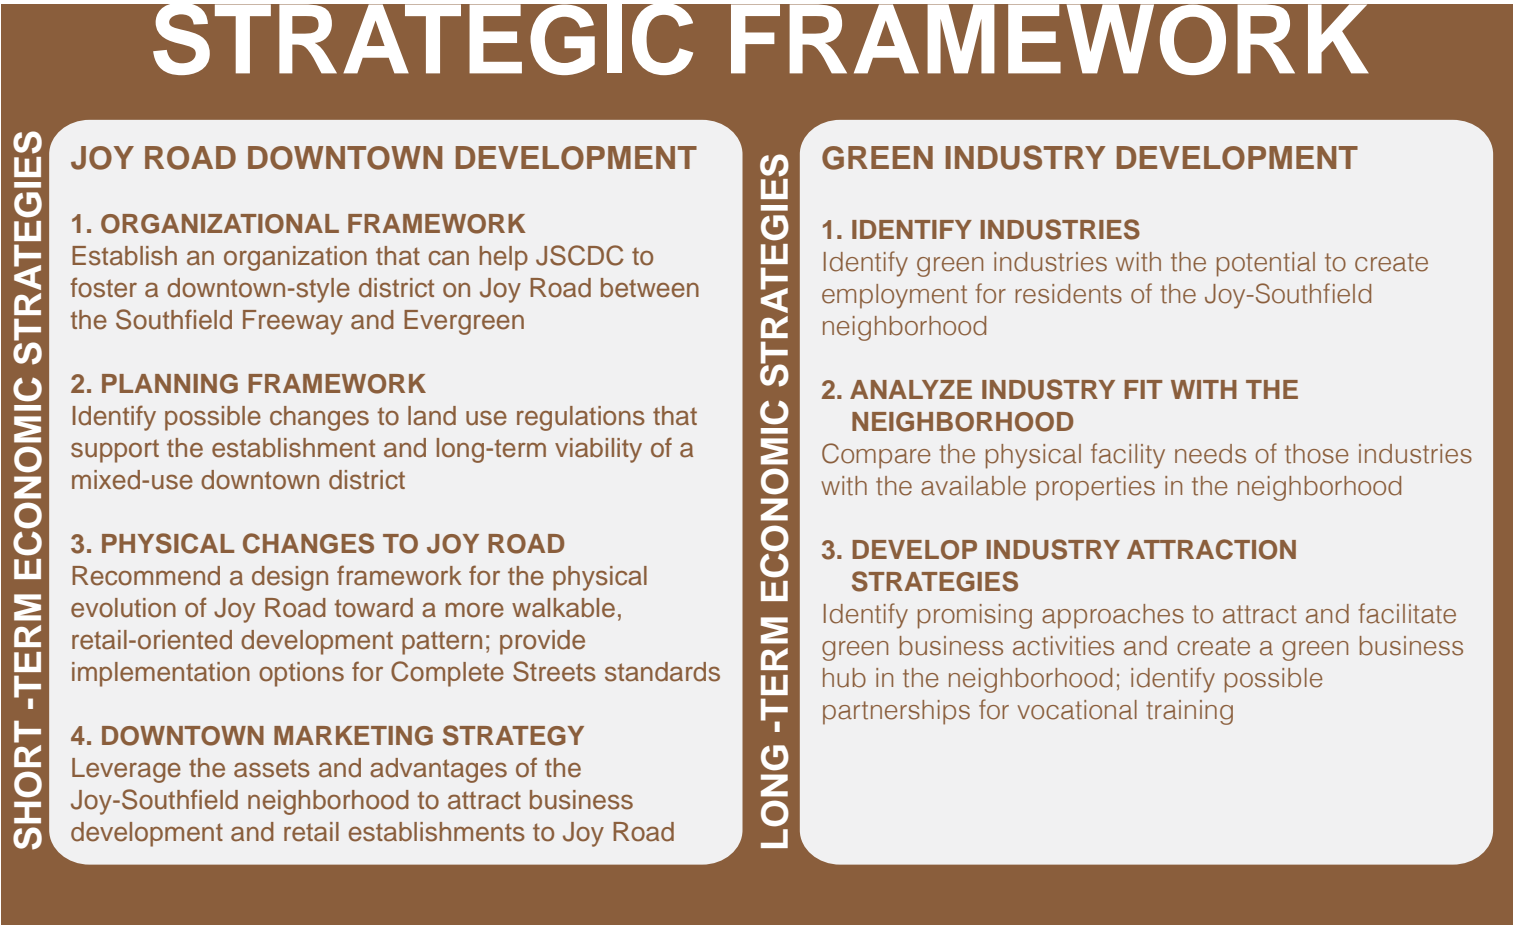 STRATEGIC FRAMEWORK
SHORT -TERM ECONOMIC STRATEGIES
JOY ROAD DOWNTOWN DEVELOPMENT
1. ORGANIZATIONAL FRAMEWORK
Establish an organization that can help JSCDC to
foster a downtown-style district on Joy Road between
the Southfield Freeway and Evergreen
2. PLANNING FRAMEWORK
Identify possible changes to land use regulations that
support the establishment and long-term viability of a
mixed-use downtown district
3. PHYSICAL CHANGES TO JOY ROAD
Recommend a design framework for the physical
evolution of Joy Road toward a more walkable,
retail-oriented development pattern; provide
implementation options for Complete Streets standards
4. DOWNTOWN MARKETING STRATEGY
Leverage the assets and advantages of the
Joy-Southfield neighborhood to attract business
development and retail establishments to Joy Road
LONG -TERM ECONOMIC STRATEGIES
GREEN INDUSTRY DEVELOPMENT
1. IDENTIFY INDUSTRIES
Identify green industries with the potential to create
employment for residents of the Joy-Southfield
neighborhood
2. ANALYZE INDUSTRY FIT WITH THE
NEIGHBORHOOD
Compare the physical facility needs of those industries
with the available properties in the neighborhood
3. DEVELOP INDUSTRY ATTRACTION
STRATEGIES
Identify promising approaches to attract and facilitate
green business activities and create a green business
hub in the neighborhood; identify possible
partnerships for vocational training